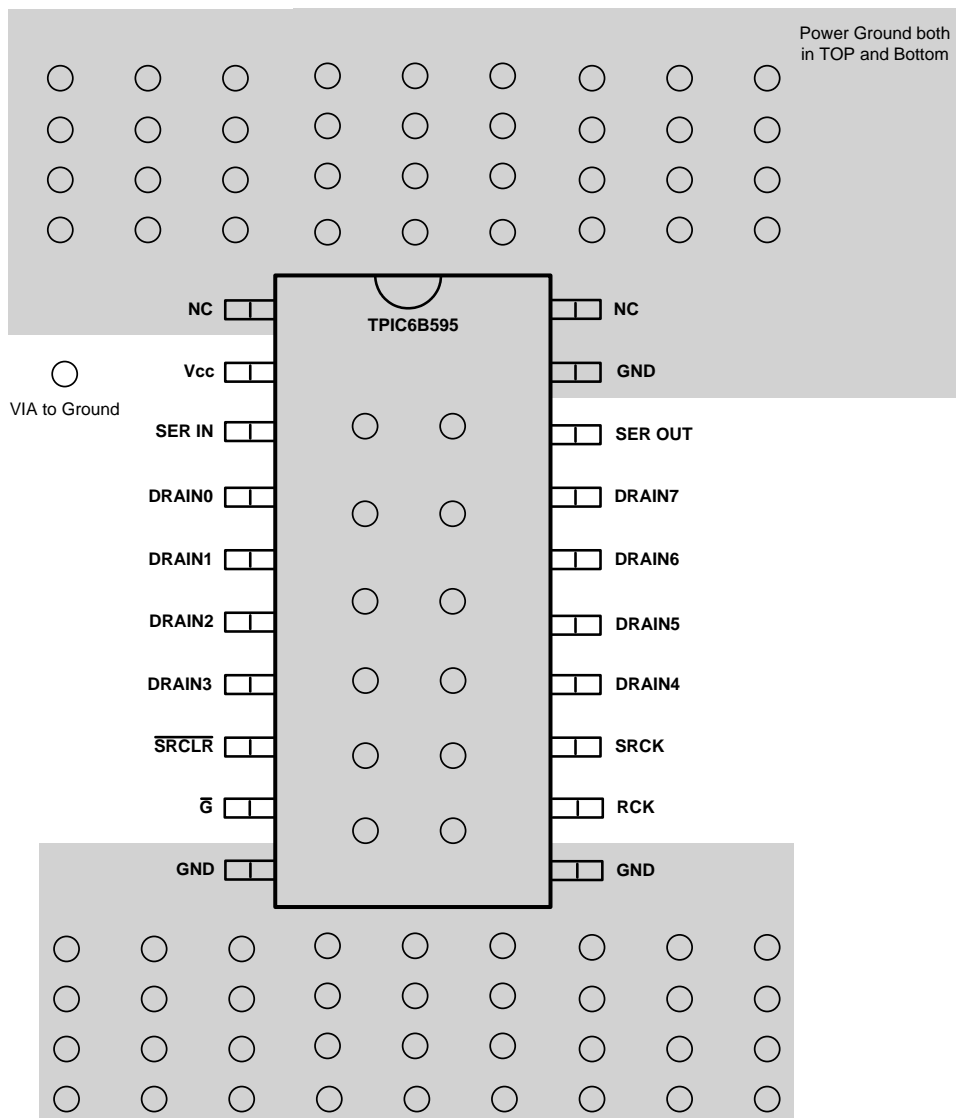 Power Ground both
in TOP and Bottom
TPIC6B595
NC
NC
Vcc
GND
VIA to Ground
SER IN
SER OUT
DRAIN0
DRAIN7
DRAIN1
DRAIN6
DRAIN2
DRAIN5
DRAIN3
DRAIN4
S̅R̅C̅L̅R̅
SRCK
G̅
RCK
GND
GND